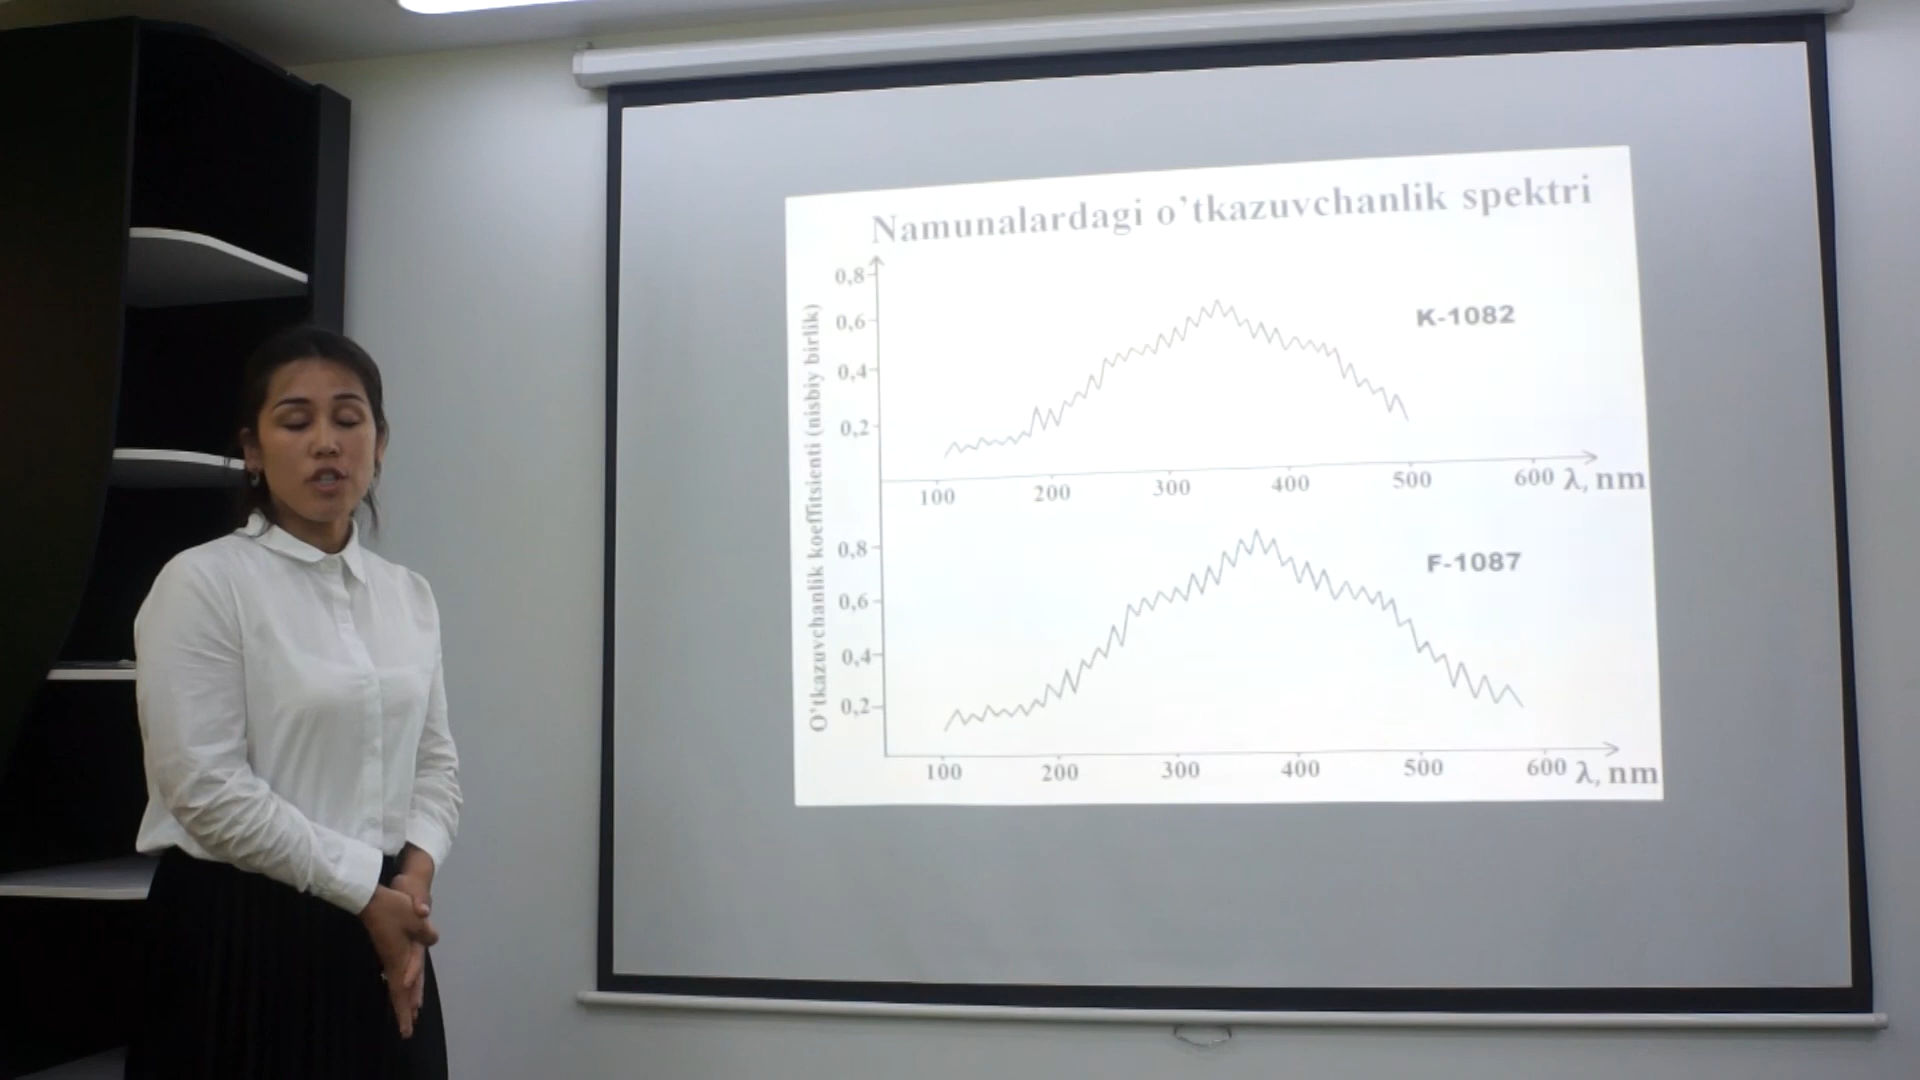 Namunalardagi o’tkazuvchanlik spektri
O’tkazuvchanlik koeffitsienti (nisbiy birlik)
0,8
0,6
0,4
0,2
K-1082
100 200 300 400 500 600 λ, nm
0,8
0,6
0,4
0,2
F-1087
100 200 300 400 500 600 λ, nm